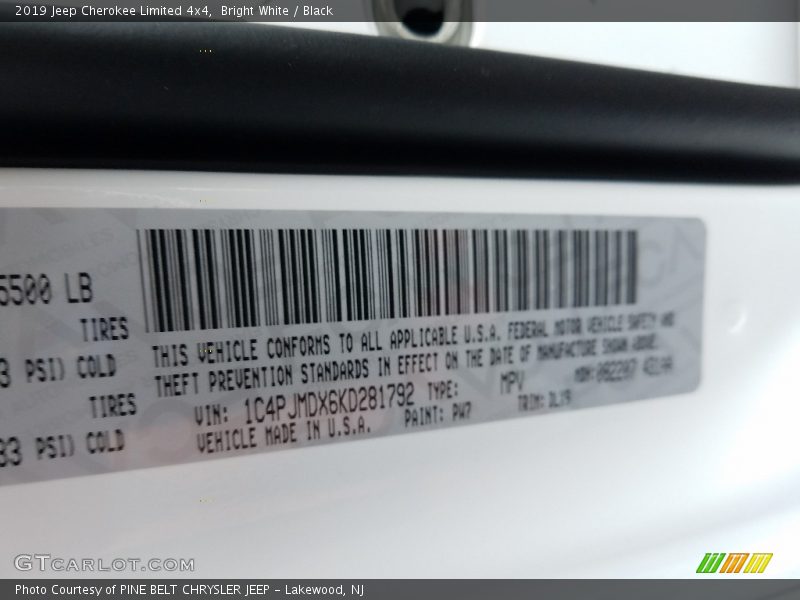 2019 Jeep Cherokee Limited 4x4, Bright White / Black
5500 LB
TIRES
3 PSI) COLD
TIRES
33 PSI) COLD
THIS VEHICLE CONFORMS TO ALL APPLICABLE U.S.A. FEDERAL MOTOR VEHICLE SAFETY AND
THEFT PREVENTION STANDARDS IN EFFECT ON THE DATE OF MANUFACTURE SHOWN ABOVE.
VIN: 1C4PJMDX6KD281792 TYPE: MPV
VEHICLE MADE IN U.S.A. PAINT: PW7 TRIM: DL19
GTCARLOT.COM
Photo Courtesy of PINE BELT CHRYSLER JEEP - Lakewood, NJ